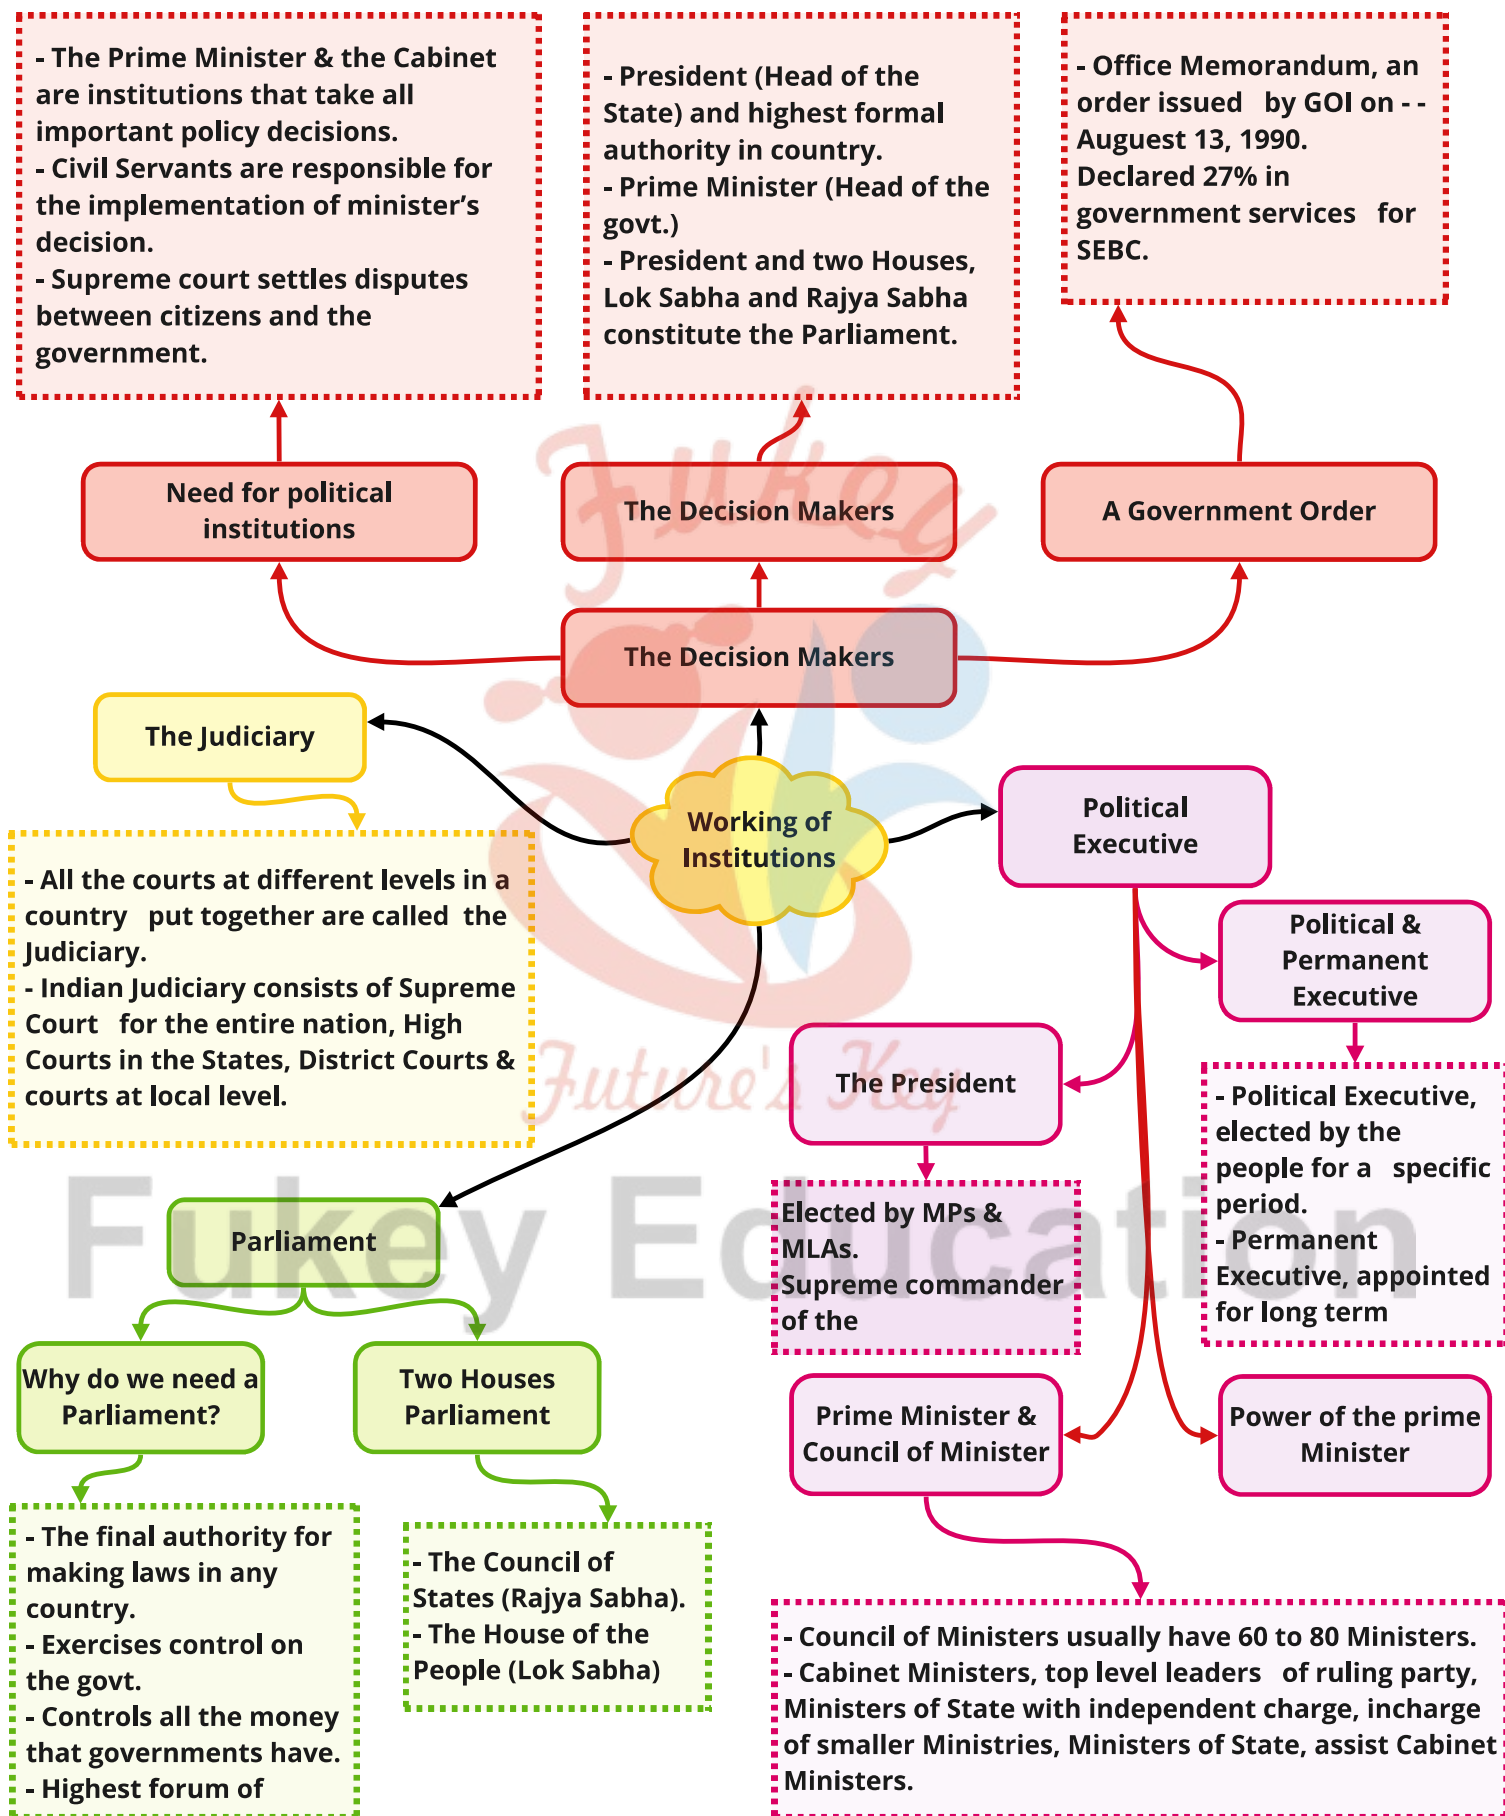 - The Prime Minister & the Cabinet
are institutions that take all
important policy decisions.
- Civil Servants are responsible for
the implementation of minister’s
decision.
- Supreme court settles disputes
between citizens and the
government.
- President (Head of the
State) and highest formal
authority in country.
- Prime Minister (Head of the
govt.)
- President and two Houses,
Lok Sabha and Rajya Sabha
constitute the Parliament.
- Office Memorandum, an
order issued by GOI on - -
Auguest 13, 1990.
Declared 27% in
government services for
SEBC.
Need for political
institutions
The Decision Makers
A Government Order
Fukey
The Decision Makers
The Judiciary
Working of
Institutions
Political
Executive
- All the courts at different levels in a
country put together are called the
Judiciary.
- Indian Judiciary consists of Supreme
Court for the entire nation, High
Courts in the States, District Courts &
courts at local level.
Political &
Permanent
Executive
The President
Future's Key
- Political Executive,
elected by the
people for a specific
period.
- Permanent
Executive, appointed
for long term
Fukey Education
Elected by MPs &
MLAs.
Supreme commander
of the
Parliament
Why do we need a
Parliament?
Two Houses
Parliament
Prime Minister &
Council of Minister
Power of the prime
Minister
- The final authority for
making laws in any
country.
- Exercises control on
the govt.
- Controls all the money
that governments have.
- Highest forum of
- The Council of
States (Rajya Sabha).
- The House of the
People (Lok Sabha)
- Council of Ministers usually have 60 to 80 Ministers.
- Cabinet Ministers, top level leaders of ruling party,
Ministers of State with independent charge, incharge
of smaller Ministries, Ministers of State, assist Cabinet
Ministers.